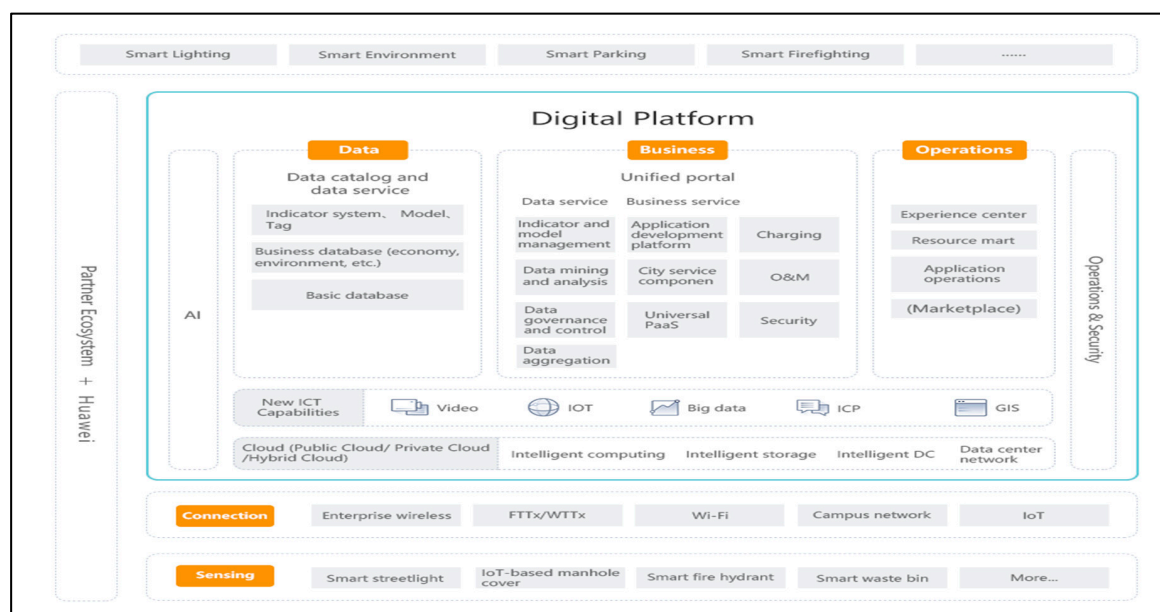 Smart Lighting
Smart Environment
Smart Parking
Smart Firefighting
......
Partner Ecosystem + Huawei
Digital Platform
AI
Data
Data catalog and
data service
Indicator system、 Model、
Tag
Business database (economy,
environment, etc.)
Basic database
Business
Unified portal
Data service
Business service
Indicator and
model
management
Application
development
platform
Charging
Data mining
and analysis
City service
componen
O&M
Data
governance
and control
Universal
PaaS
Security
Data
aggregation
Operations
Experience center
Resource mart
Application
operations
(Marketplace)
Operations & Security
New ICT
Capabilities
Video
IOT
Big data
ICP
GIS
Cloud (Public Cloud/ Private Cloud
/Hybrid Cloud)
Intelligent computing
Intelligent storage
Intelligent DC
Data center
network
Connection
Enterprise wireless
FTTx/WTTx
Wi-Fi
Campus network
IoT
Sensing
Smart streetlight
IoT-based manhole
cover
Smart fire hydrant
Smart waste bin
More...